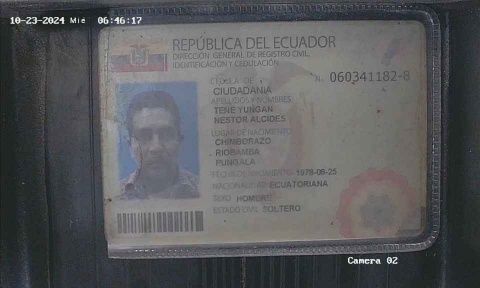 10-23-2024 Mié 06:46:17
REPÚBLICA DEL ECUADOR
DIRECCIÓN GENERAL DE REGISTRO CIVIL,
IDENTIFICACIÓN Y CEDULACIÓN
CÉDULA DE N. 060341182-8
CIUDADANÍA
APELLIDOS Y NOMBRES
TENE YUNGAN
NESTOR ALCIDES
LUGAR DE NACIMIENTO
CHIMBORAZO
RIOBAMBA
PUNGALA
FECHA DE NACIMIENTO 1978-08-25
NACIONALIDAD ECUATORIANA
SEXO HOMBRE
ESTADO CIVIL SOLTERO
Camera 02